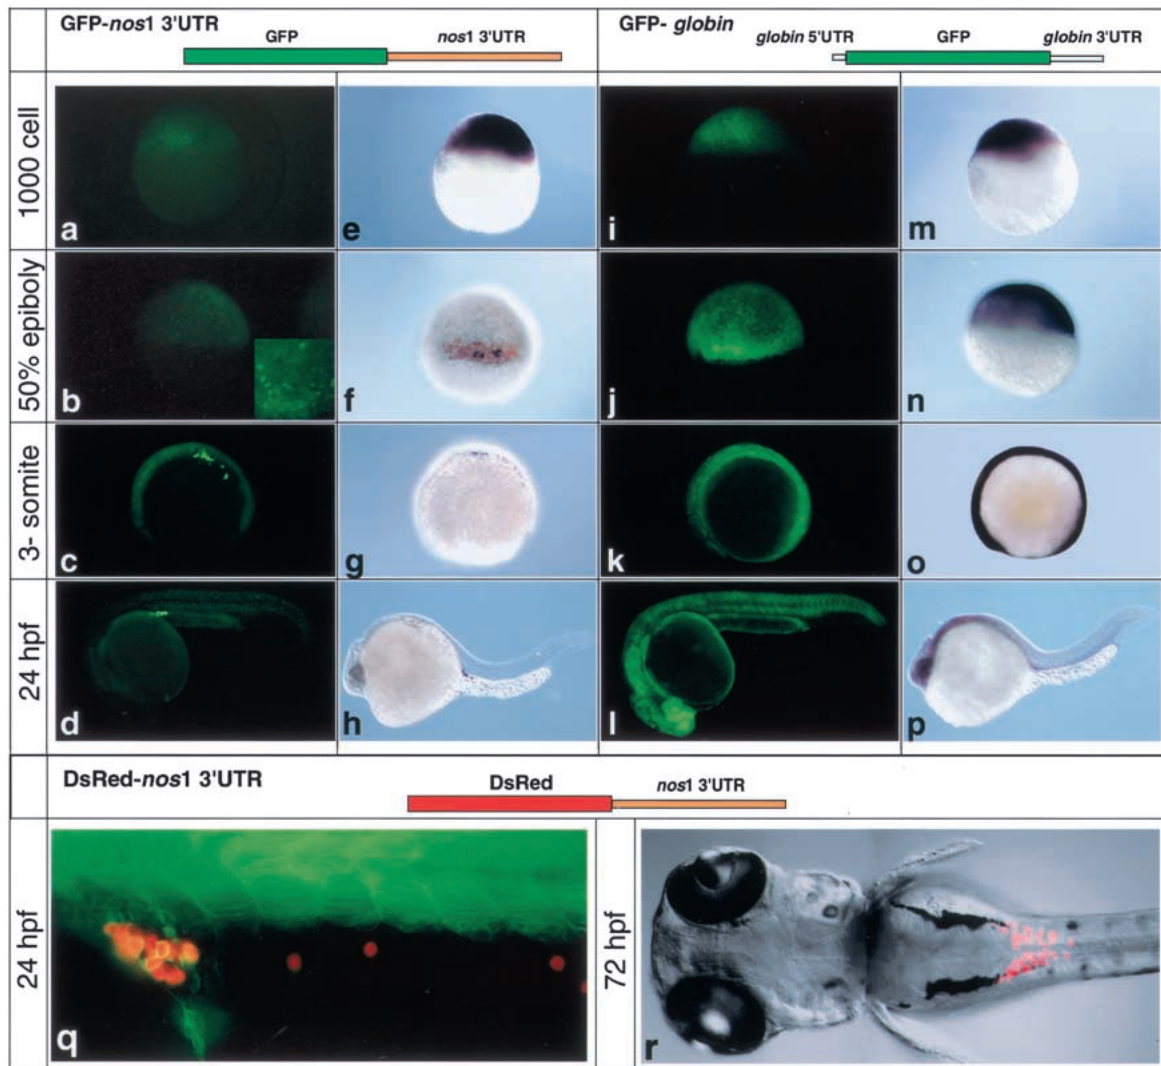 GFP-nos1 3'UTR
GFP
nos1 3'UTR
GFP- globin
globin 5'UTR
GFP
globin 3'UTR
1000 cell
a
e
i
m
50% epiboly
b
f
j
n
3- somite
c
g
k
o
24 hpf
d
h
l
p
DsRed-nos1 3'UTR
DsRed
nos1 3'UTR
24 hpf
q
72 hpf
r